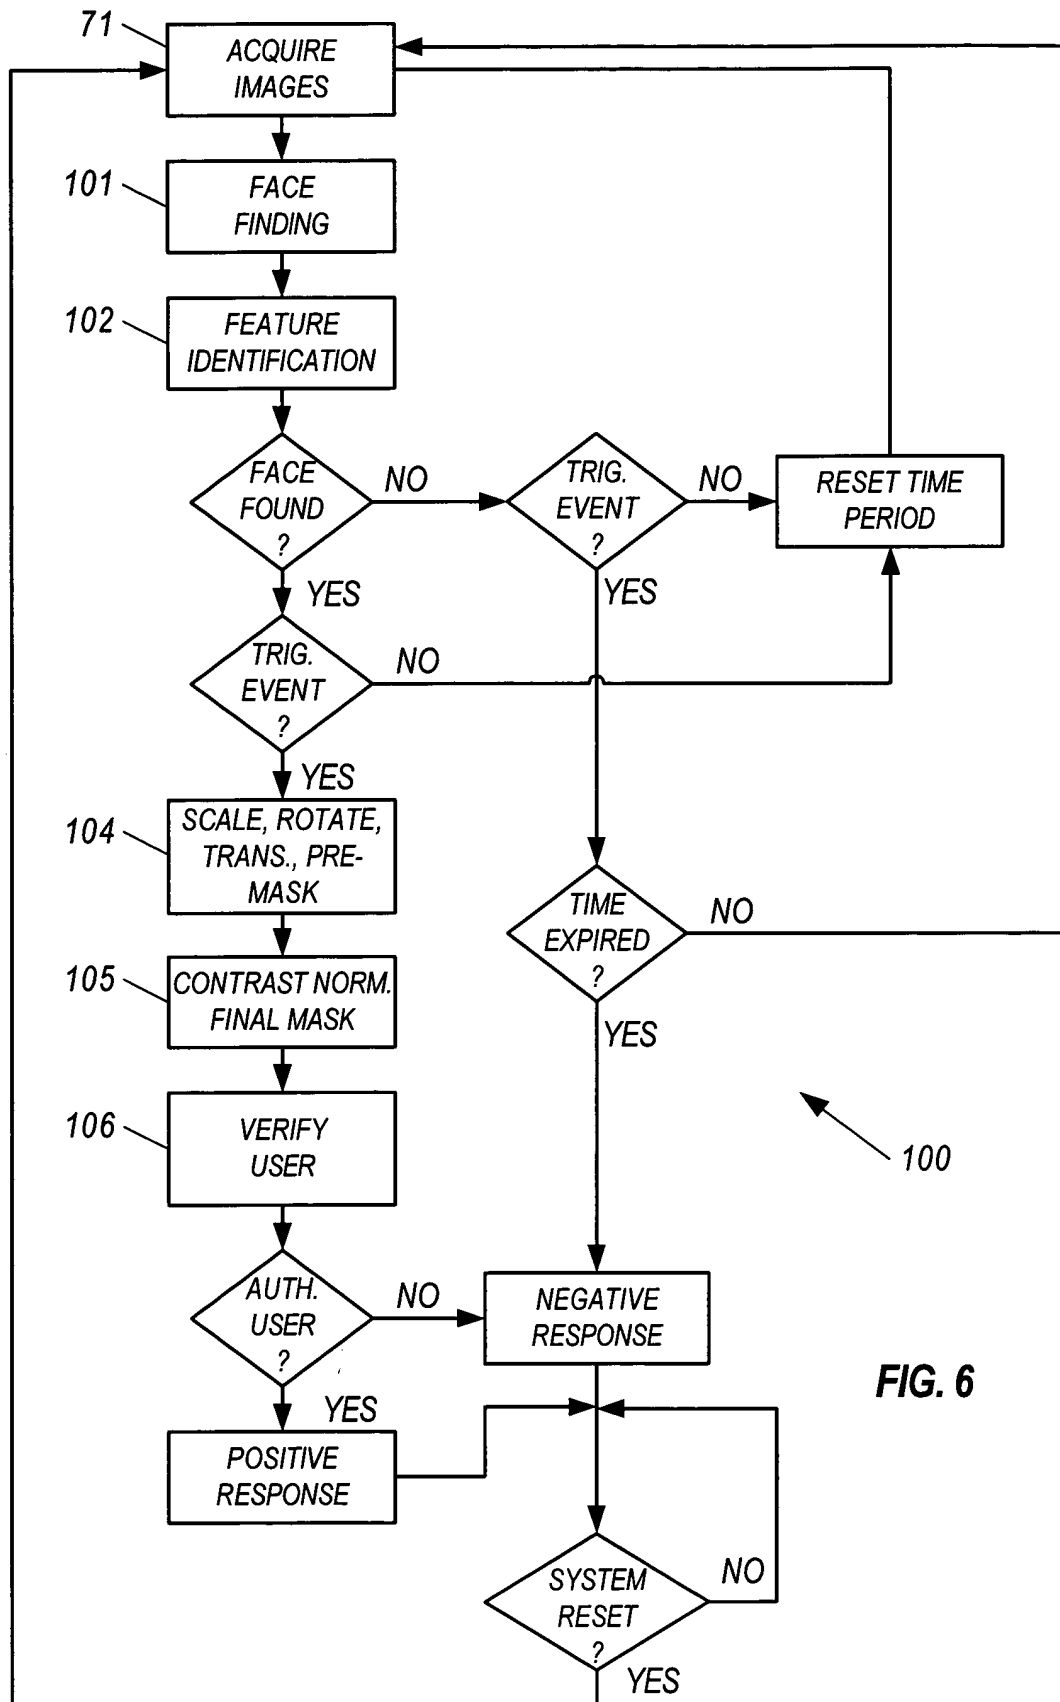 71
ACQUIRE
IMAGES
101
FACE
FINDING
102
FEATURE
IDENTIFICATION
FACE
FOUND
?
NO
TRIG.
EVENT
?
NO
RESET TIME
PERIOD
YES
YES
TRIG.
EVENT
?
NO
YES
104
SCALE, ROTATE,
TRANS., PRE-
MASK
TIME
EXPIRED
?
NO
105
CONTRAST NORM.
FINAL MASK
YES
106
VERIFY
USER
100
AUTH.
USER
?
NO
NEGATIVE
RESPONSE
FIG. 6
YES
POSITIVE
RESPONSE
SYSTEM
RESET
?
NO
YES